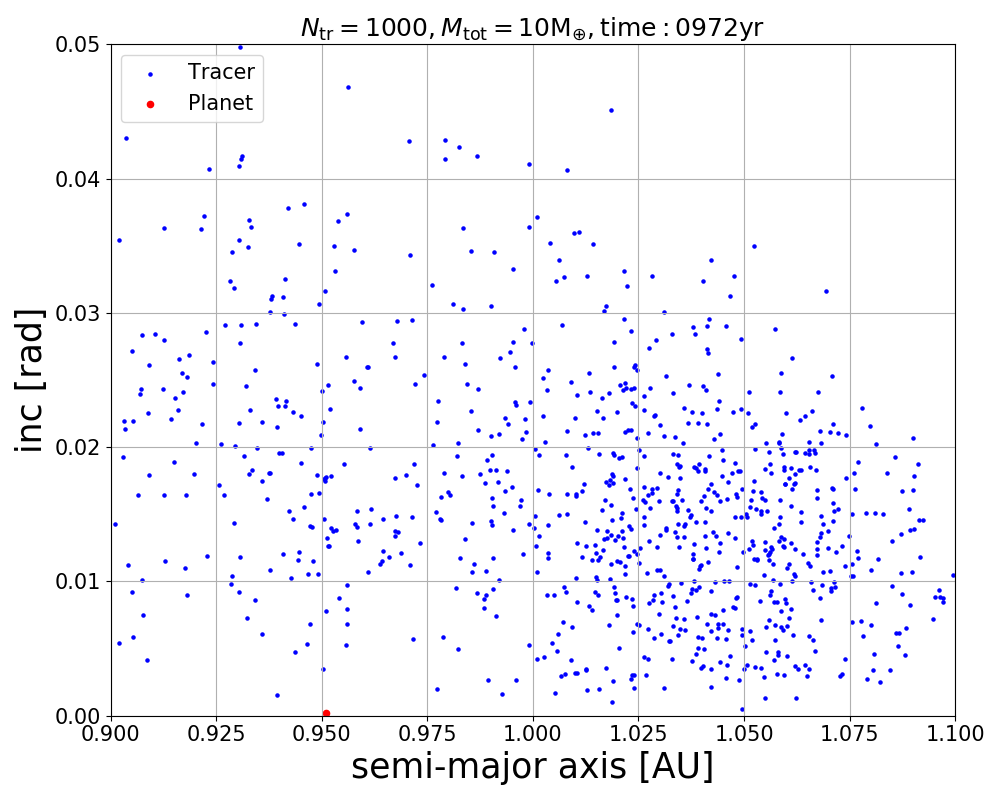 N_tr = 1000, M_tot = 10M_⊕, time : 0972yr
Tracer
Planet
0.05
0.04
0.03
0.02
0.01
0.00
inc [rad]
0.900 0.925 0.950 0.975 1.000 1.025 1.050 1.075 1.100
semi-major axis [AU]